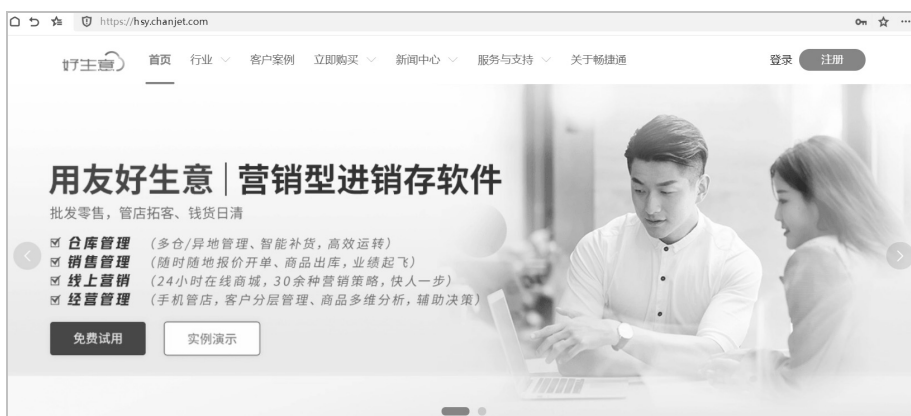 https://hsy.chanjet.com
好生意 首页 行业 客户案例 立即购买 新闻中心 服务与支持 关于畅捷通 登录 注册
用友好生意|营销型进销存软件
批发零售,管店拓客、钱货日清
仓库管理 (多仓/异地管理、智能补货,高效运转)
销售管理 (随时随地报价开单、商品出库,业绩起飞)
线上营销 (24小时在线商城,30余种营销策略,快人一步)
经营管理 (手机管店,客户分层管理、商品多维分析,辅助决策)
免费试用 实例演示